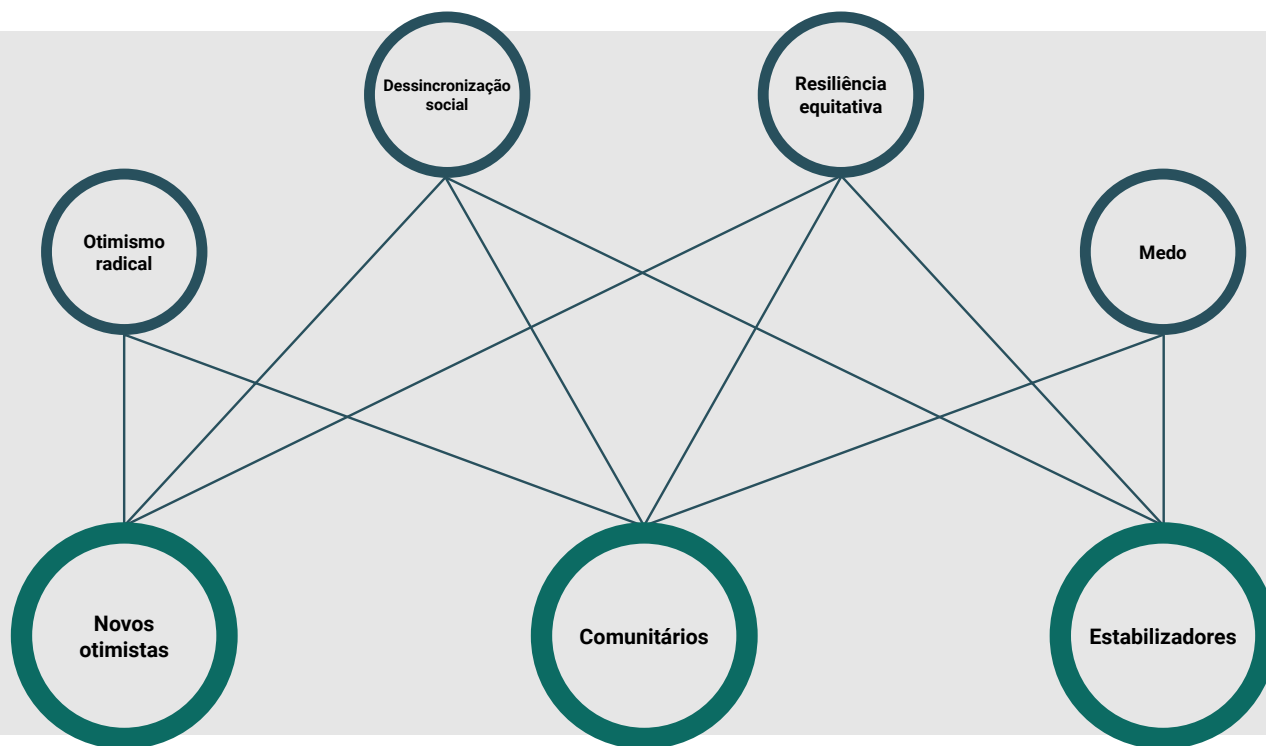 Dessincronização
social
Resiliência
equitativa
Otimismo
radical
Medo
Novos
otimistas
Comunitários
Estabilizadores